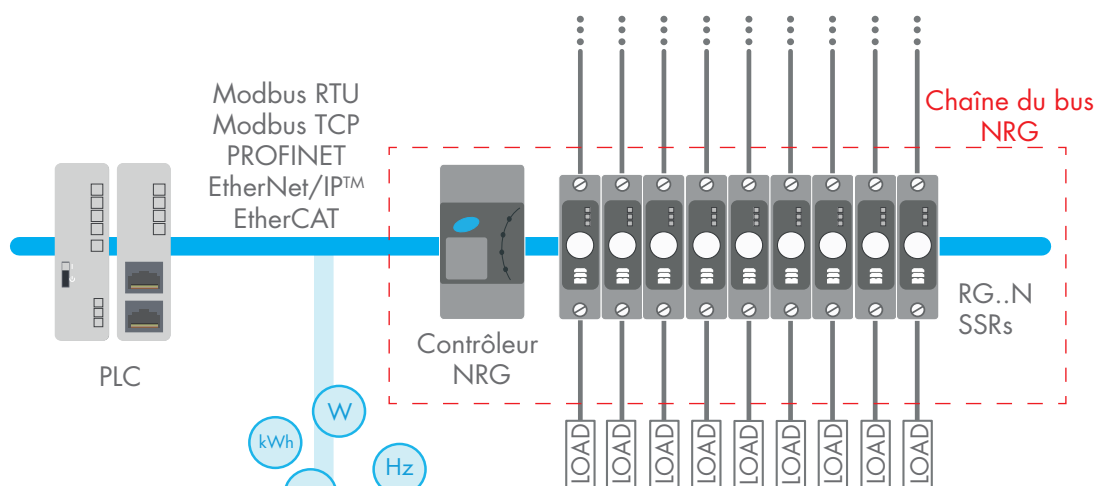 Modbus RTU
Modbus TCP
PROFINET
EtherNet/IP™
EtherCAT
Chaîne du bus
NRG
PLC
Contrôleur
NRG
RG..N
SSRs
W
kWh
Hz
LOAD
LOAD
LOAD
LOAD
LOAD
LOAD
LOAD
LOAD
LOAD